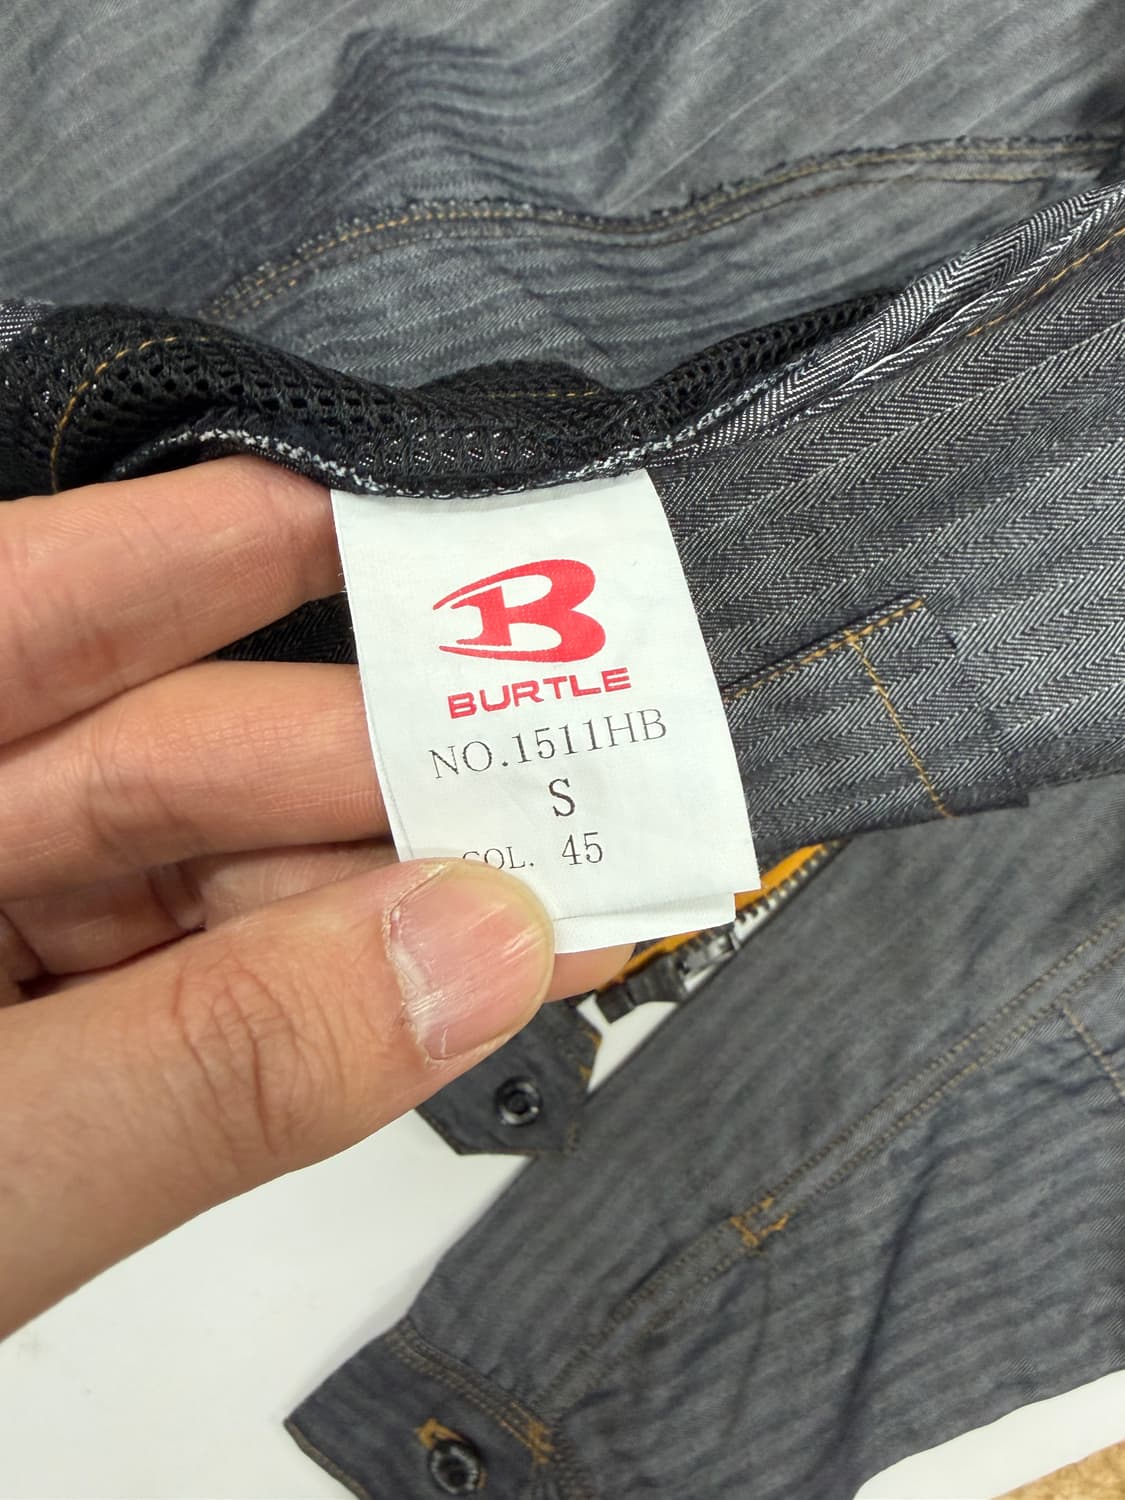 B
BURTLE
NO.1511HB
S
COL. 45